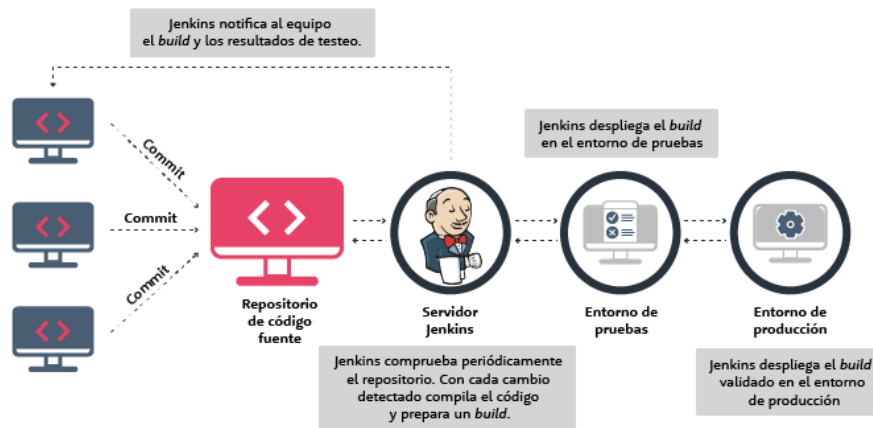 Jenkins notifica al equipo
el build y los resultados de testeo.
Commit
Commit
Commit
Jenkins despliega el build
en el entorno de pruebas
Repositorio
de código
fuente
Servidor
Jenkins
Entorno de
pruebas
Entorno de
producción
Jenkins comprueba periódicamente
el repositorio. Con cada cambio
detectado compila el código
y prepara un build.
Jenkins despliega el build
validado en el entorno
de producción